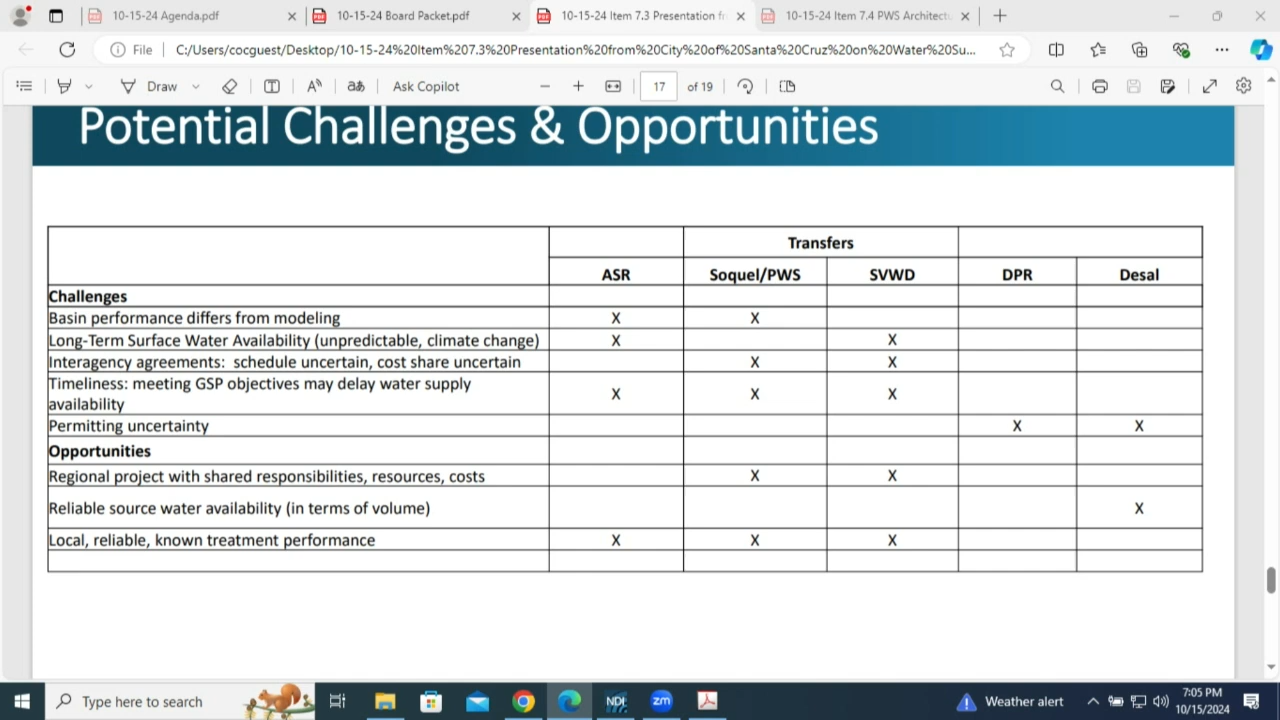 10-15-24 Agenda.pdf
10-15-24 Board Packet.pdf
10-15-24 Item 7.3 Presentation fr
10-15-24 Item 7.4 PWS Architectu
File
C:/Users/cocguest/Desktop/10-15-24%20Item%207.3%20Presentation%20from%20City%20of%20Santa%20Cruz%20on%20Water%20Su...
Draw
aあ
Ask Copilot
17
of 19
Potential Challenges & Opportunities
Transfers
ASR Soquel/PWS SVWD DPR Desal
Challenges
Basin performance differs from modeling X X
Long-Term Surface Water Availability (unpredictable, climate change) X X
Interagency agreements: schedule uncertain, cost share uncertain X X
Timeliness: meeting GSP objectives may delay water supply
availability X X X
Permitting uncertainty X X
Opportunities
Regional project with shared responsibilities, resources, costs X X
Reliable source water availability (in terms of volume) X
Local, reliable, known treatment performance X X X
Type here to search
NDI
zm
Weather alert
7:05 PM
10/15/2024